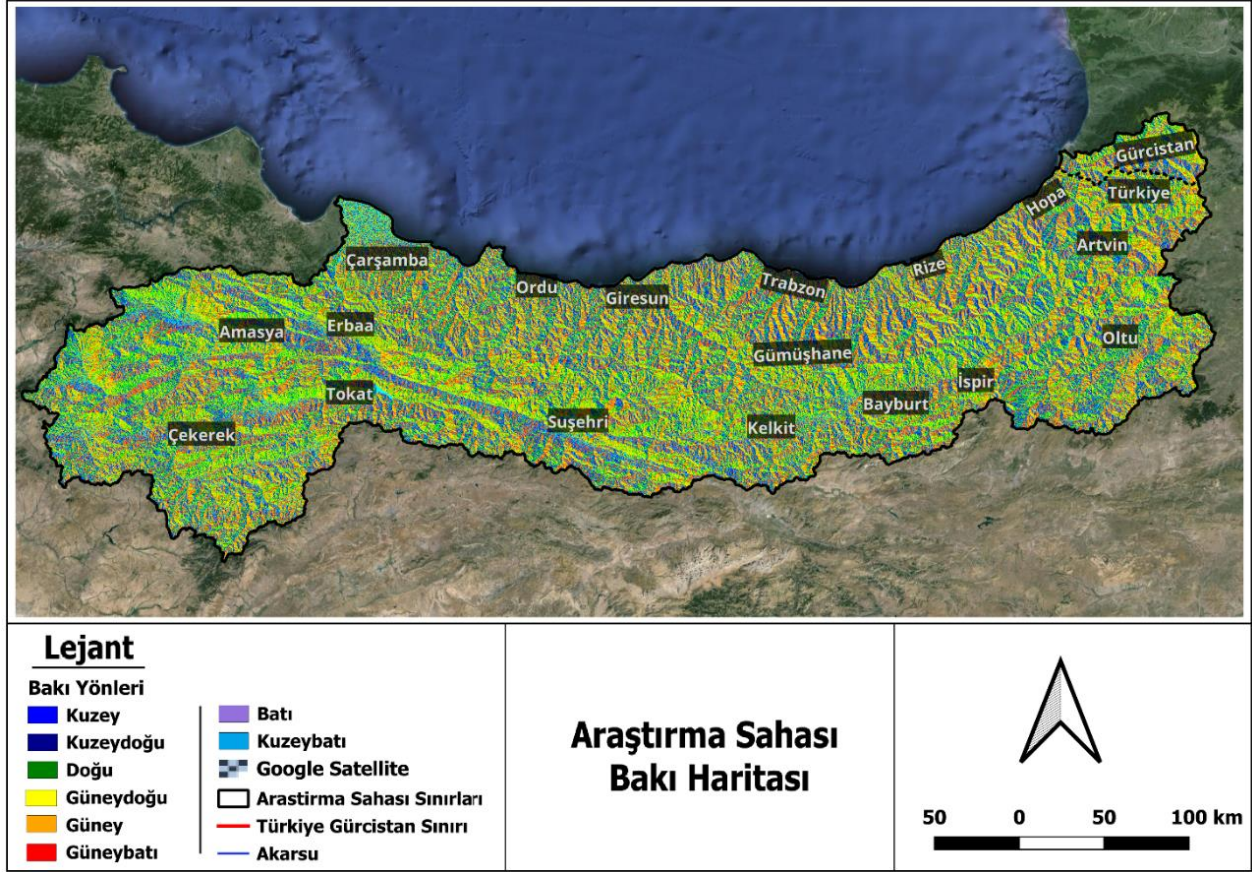 Gürcistan
Türkiye
Hopa
Artvin
Çarşamba
Rize
Trabzon
Ordu
Giresun
Erbaa
Amasya
Oltu
Gümüşhane
İspir
Tokat
Bayburt
Suşehri
Kelkit
Çekerek
Lejant
Bakı Yönleri
Kuzey
Kuzeydoğu
Doğu
Güneydoğu
Güney
Güneybatı
Batı
Kuzeybatı
Google Satellite
Arastirma Sahası Sınırları
Türkiye Gürcistan Sınırı
Akarsu
Araştırma Sahası
Bakı Haritası
50 0 50 100 km